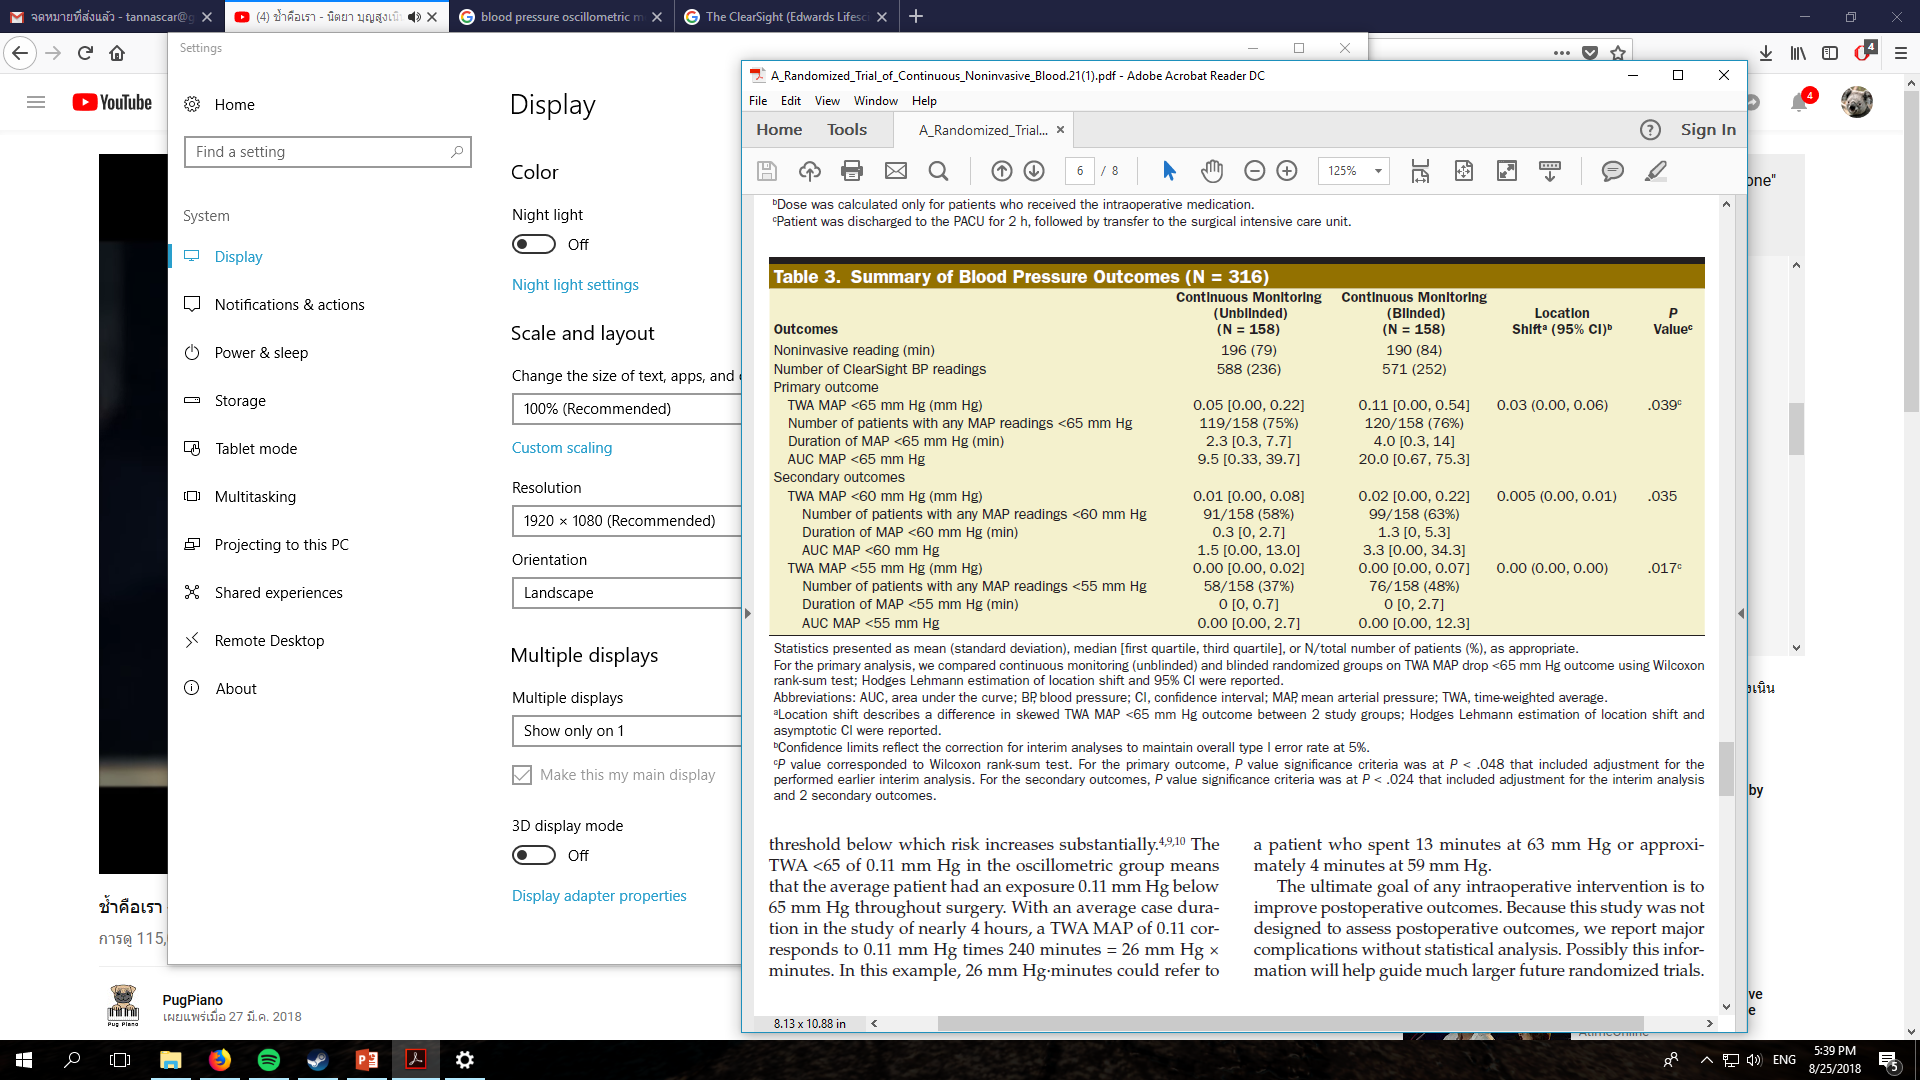 จดหมายที่ส่งแล้ว - tannascar@g
(4) ช้ำคือเรา - นิตยา บุญสูงเนิน
blood pressure oscillometric m
The ClearSight (Edwards Lifesc
YouTube
4
4
Settings
Home
Find a setting
System
Display
Notifications & actions
Power & sleep
Storage
Tablet mode
Multitasking
Projecting to this PC
Shared experiences
Remote Desktop
About
Display
Color
Night light
Off
Night light settings
Scale and layout
Change the size of text, apps, and
100% (Recommended)
Custom scaling
Resolution
1920 × 1080 (Recommended)
Orientation
Landscape
Multiple displays
Multiple displays
Show only on 1
Make this my main display
3D display mode
Off
Display adapter properties
A_Randomized_Trial_of_Continuous_Noninvasive_Blood.21(1).pdf - Adobe Acrobat Reader DC
File Edit View Window Help
Home Tools A_Randomized_Trial... Sign In
6 / 8 125%
ᵇDose was calculated only for patients who received the intraoperative medication.
ᶜPatient was discharged to the PACU for 2 h, followed by transfer to the surgical intensive care unit.
Table 3. Summary of Blood Pressure Outcomes (N = 316)
Continuous Monitoring Continuous Monitoring
(Unblinded) (Blinded) Location P
Outcomes (N = 158) (N = 158) Shiftᵃ (95% CI)ᵇ Valueᶜ
Noninvasive reading (min) 196 (79) 190 (84)
Number of ClearSight BP readings 588 (236) 571 (252)
Primary outcome
TWA MAP <65 mm Hg (mm Hg) 0.05 [0.00, 0.22] 0.11 [0.00, 0.54] 0.03 (0.00, 0.06) .039ᶜ
Number of patients with any MAP readings <65 mm Hg 119/158 (75%) 120/158 (76%)
Duration of MAP <65 mm Hg (min) 2.3 [0.3, 7.7] 4.0 [0.3, 14]
AUC MAP <65 mm Hg 9.5 [0.33, 39.7] 20.0 [0.67, 75.3]
Secondary outcomes
TWA MAP <60 mm Hg (mm Hg) 0.01 [0.00, 0.08] 0.02 [0.00, 0.22] 0.005 (0.00, 0.01) .035
Number of patients with any MAP readings <60 mm Hg 91/158 (58%) 99/158 (63%)
Duration of MAP <60 mm Hg (min) 0.3 [0, 2.7] 1.3 [0, 5.3]
AUC MAP <60 mm Hg 1.5 [0.00, 13.0] 3.3 [0.00, 34.3]
TWA MAP <55 mm Hg (mm Hg) 0.00 [0.00, 0.02] 0.00 [0.00, 0.07] 0.00 (0.00, 0.00) .017ᶜ
Number of patients with any MAP readings <55 mm Hg 58/158 (37%) 76/158 (48%)
Duration of MAP <55 mm Hg (min) 0 [0, 0.7] 0 [0, 2.7]
AUC MAP <55 mm Hg 0.00 [0.00, 2.7] 0.00 [0.00, 12.3]
Statistics presented as mean (standard deviation), median [first quartile, third quartile], or N/total number of patients (%), as appropriate.
For the primary analysis, we compared continuous monitoring (unblinded) and blinded randomized groups on TWA MAP drop <65 mm Hg outcome using Wilcoxon
rank-sum test; Hodges Lehmann estimation of location shift and 95% CI were reported.
Abbreviations: AUC, area under the curve; BP, blood pressure; CI, confidence interval; MAP, mean arterial pressure; TWA, time-weighted average.
ᵃLocation shift describes a difference in skewed TWA MAP <65 mm Hg outcome between 2 study groups; Hodges Lehmann estimation of location shift and
asymptotic CI were reported.
ᵇConfidence limits reflect the correction for interim analyses to maintain overall type I error rate at 5%.
ᶜP value corresponded to Wilcoxon rank-sum test. For the primary outcome, P value significance criteria was at P < .048 that included adjustment for the
performed earlier interim analysis. For the secondary outcomes, P value significance criteria was at P < .024 that included adjustment for the interim analysis
and 2 secondary outcomes.
threshold below which risk increases substantially.⁴,⁹,¹⁰ The
TWA <65 of 0.11 mm Hg in the oscillometric group means
that the average patient had an exposure 0.11 mm Hg below
65 mm Hg throughout surgery. With an average case dura-
tion in the study of nearly 4 hours, a TWA MAP of 0.11 cor-
responds to 0.11 mm Hg times 240 minutes = 26 mm Hg ×
minutes. In this example, 26 mm Hg·minutes could refer to
a patient who spent 13 minutes at 63 mm Hg or approxi-
mately 4 minutes at 59 mm Hg.
The ultimate goal of any intraoperative intervention is to
improve postoperative outcomes. Because this study was not
designed to assess postoperative outcomes, we report major
complications without statistical analysis. Possibly this infor-
mation will help guide much larger future randomized trials.
8.13 x 10.88 in
one"
งเนิน
by
ve
e
ช้ำคือเรา
การดู 115,
PugPiano
เผยแพร่เมื่อ 27 มี.ค. 2018
Pug Piano
ENG
5:39 PM
8/25/2018
5